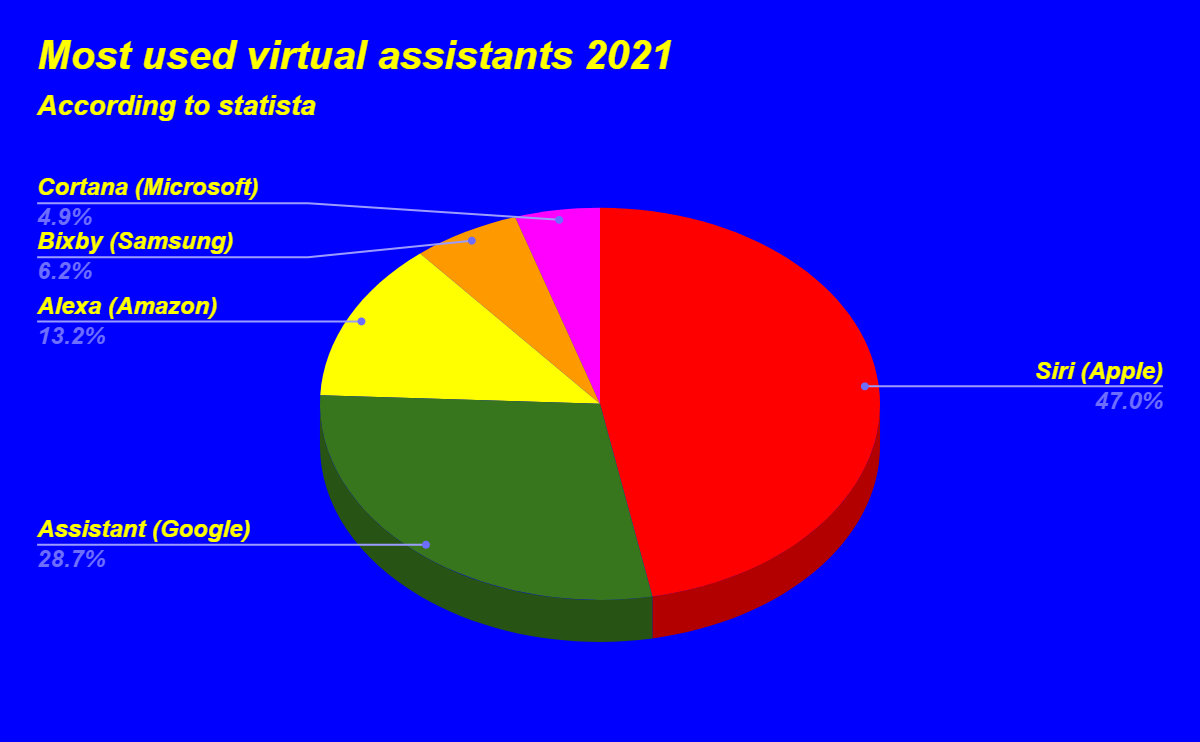 Most used virtual assistants 2021
According to statista
Cortana (Microsoft)
4.9%
Bixby (Samsung)
6.2%
Alexa (Amazon)
13.2%
Siri (Apple)
47.0%
Assistant (Google)
28.7%